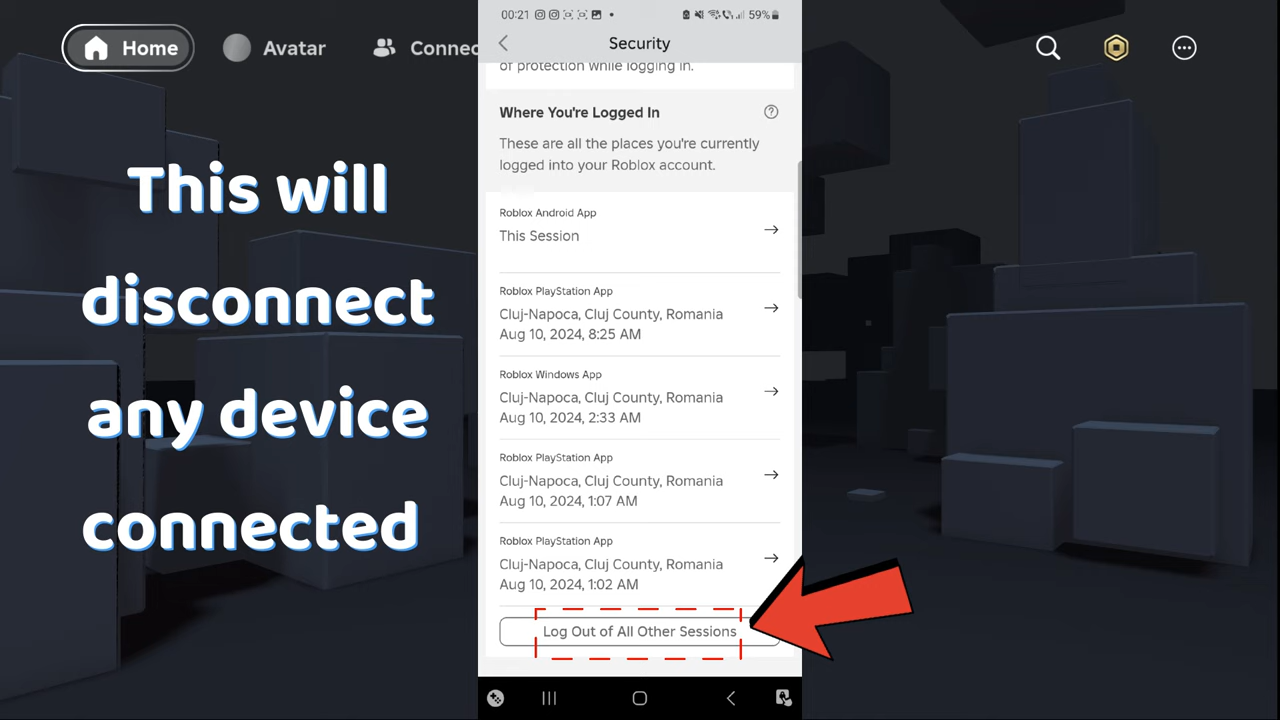 Home
Avatar
Connec
This will
disconnect
any device
connected
00:21
59%
Security
of protection while logging in.
Where You're Logged In
These are all the places you're currently
logged into your Roblox account.
Roblox Android App
This Session
Roblox PlayStation App
Cluj-Napoca, Cluj County, Romania
Aug 10, 2024, 8:25 AM
Roblox Windows App
Cluj-Napoca, Cluj County, Romania
Aug 10, 2024, 2:33 AM
Roblox PlayStation App
Cluj-Napoca, Cluj County, Romania
Aug 10, 2024, 1:07 AM
Roblox PlayStation App
Cluj-Napoca, Cluj County, Romania
Aug 10, 2024, 1:02 AM
Log Out of All Other Sessions